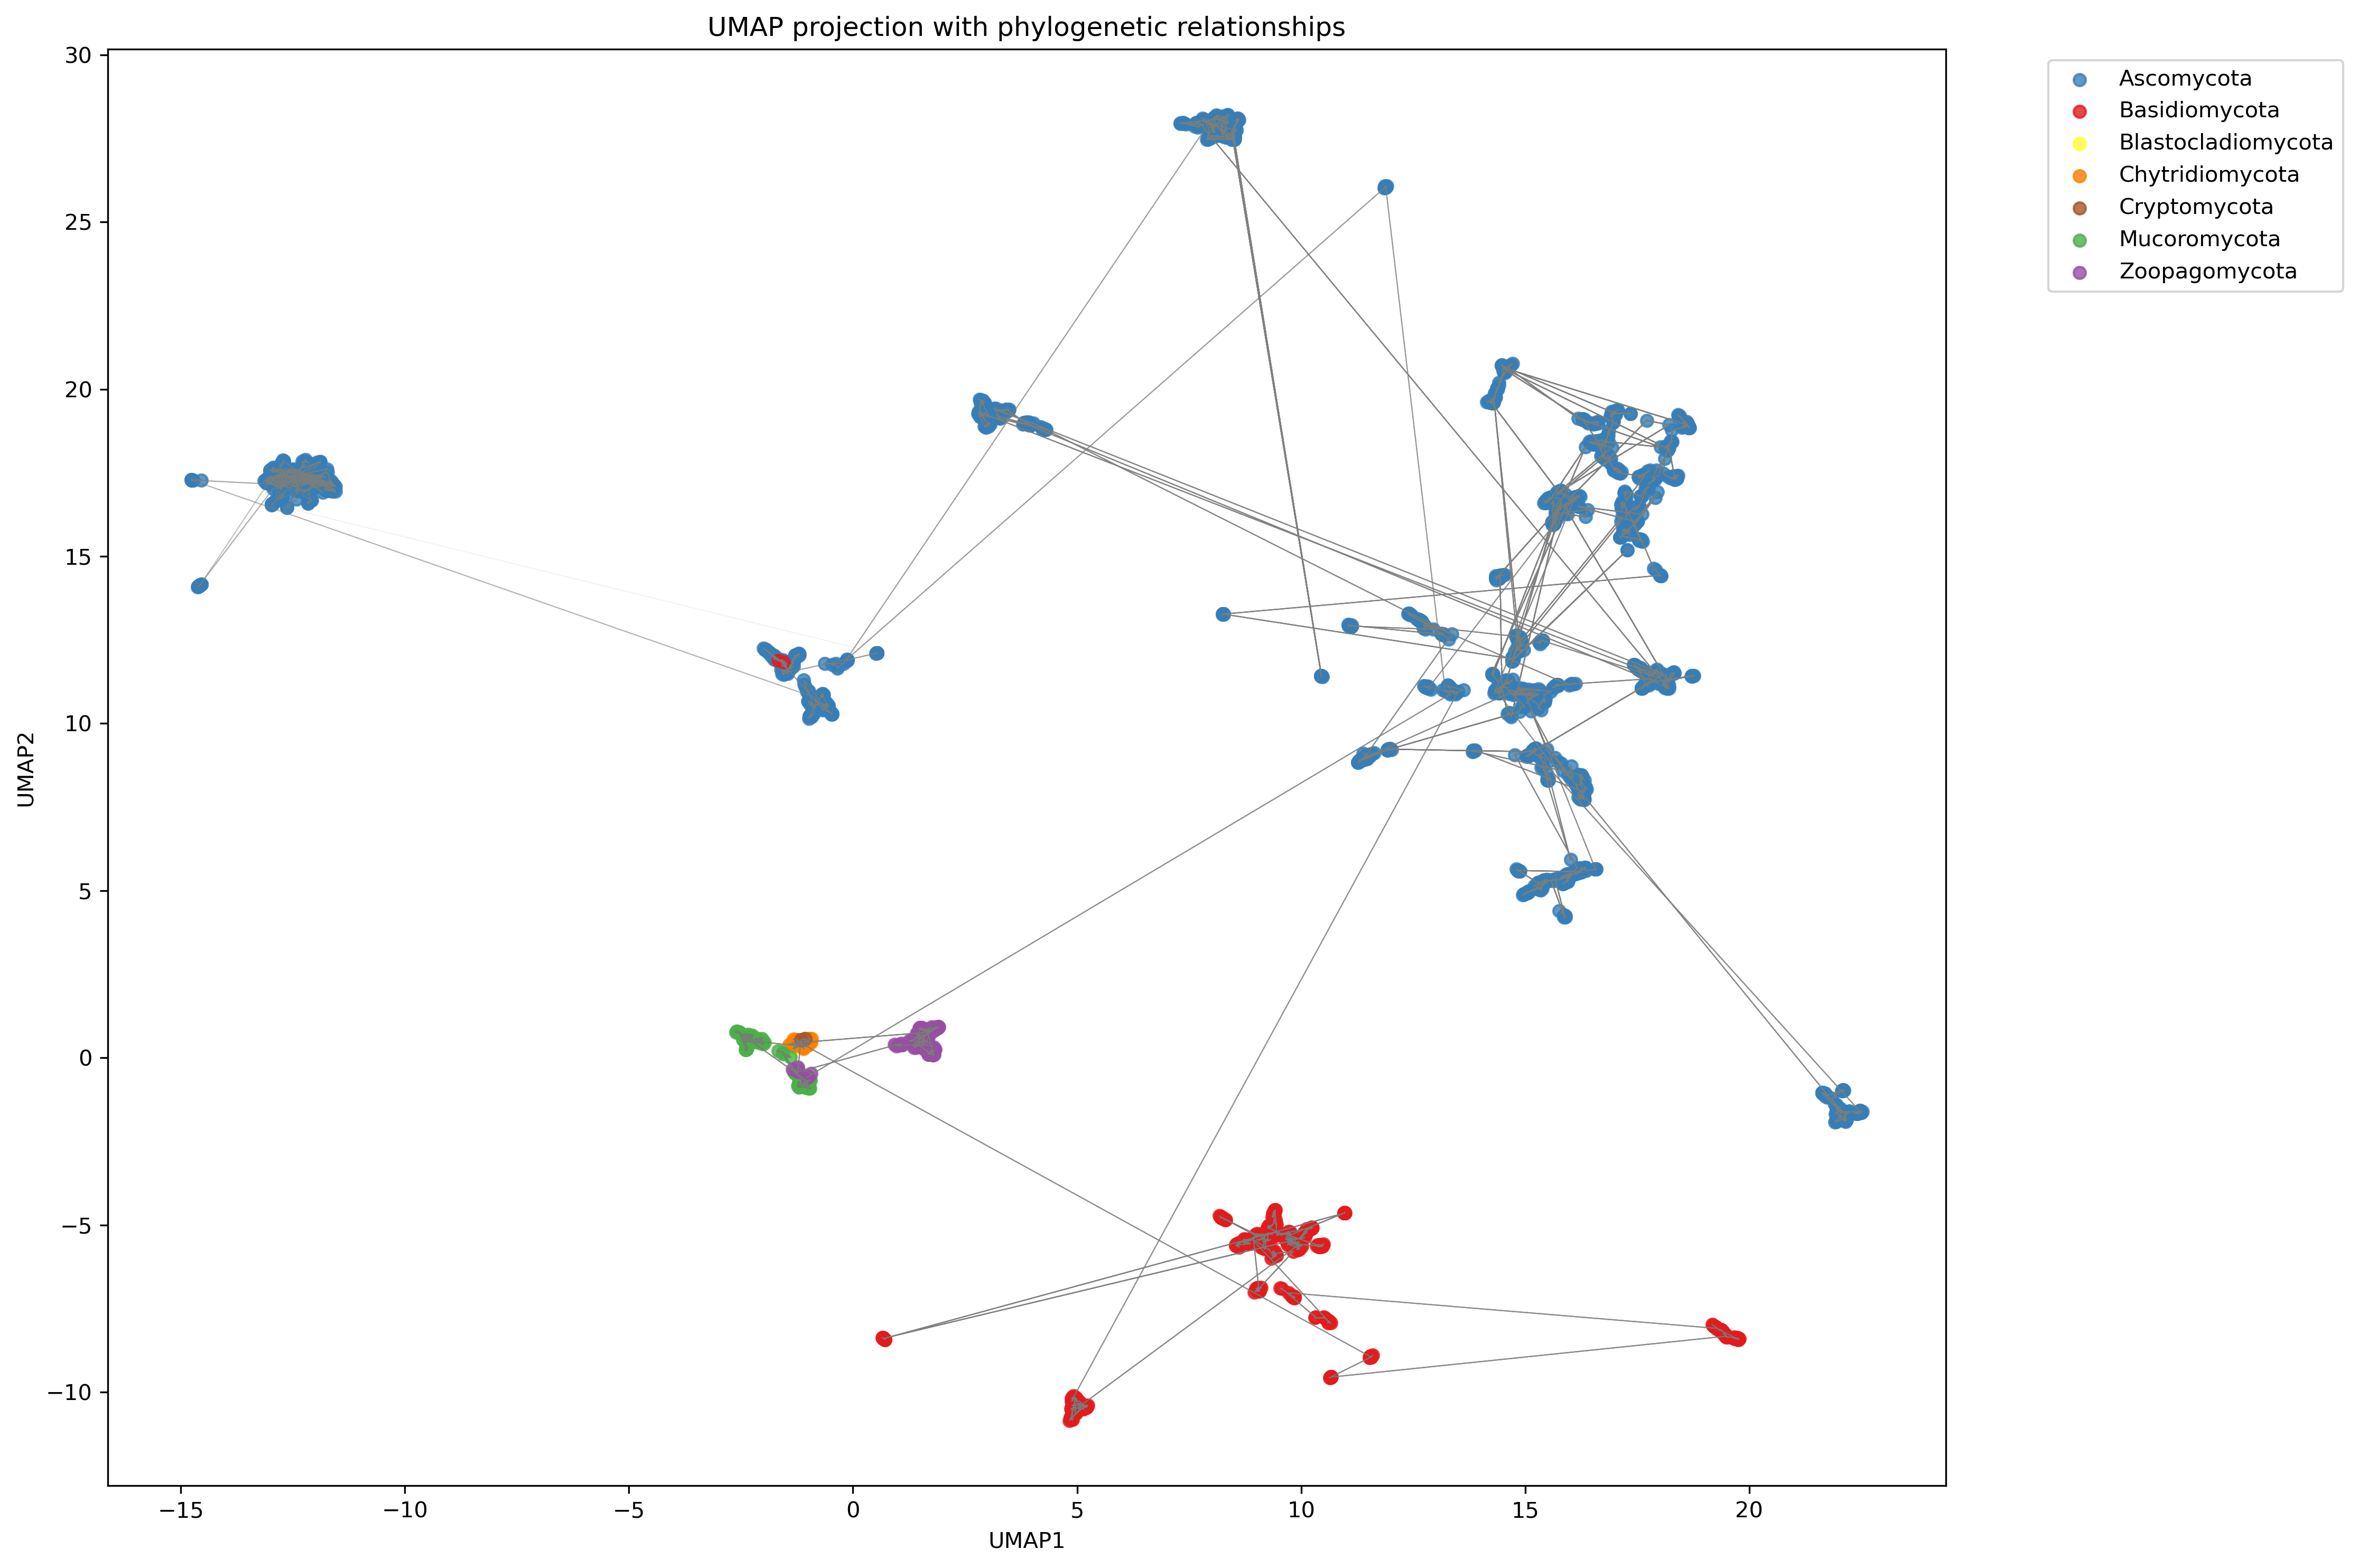 UMAP projection with phylogenetic relationships
30
25
20
15
10
5
0
−5
−10
UMAP2
−15
−10
−5
0
5
10
15
20
UMAP1
Ascomycota
Basidiomycota
Blastocladiomycota
Chytridiomycota
Cryptomycota
Mucoromycota
Zoopagomycota